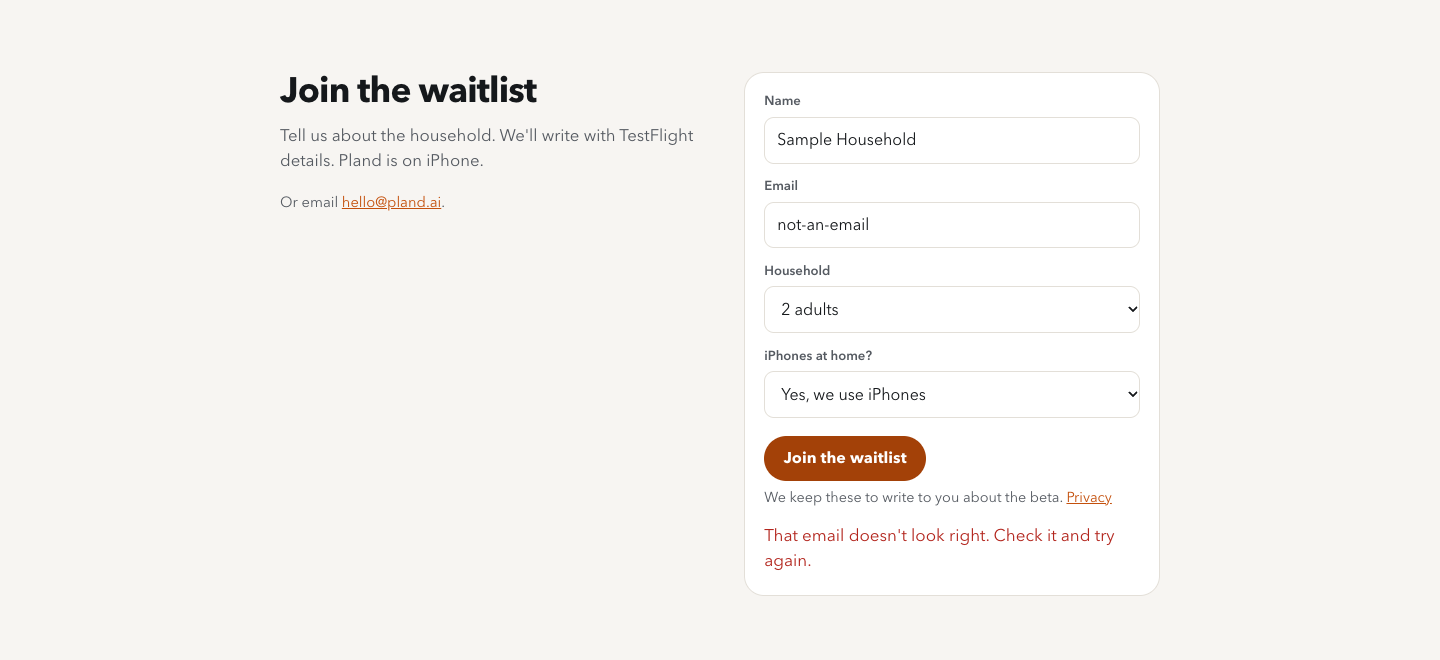 Join the waitlist
Tell us about the household. We'll write with TestFlight
details. Pland is on iPhone.
Or email hello@pland.ai.
Name
Sample Household
Email
not-an-email
Household
2 adults
iPhones at home?
Yes, we use iPhones
Join the waitlist
We keep these to write to you about the beta. Privacy
That email doesn't look right. Check it and try
again.